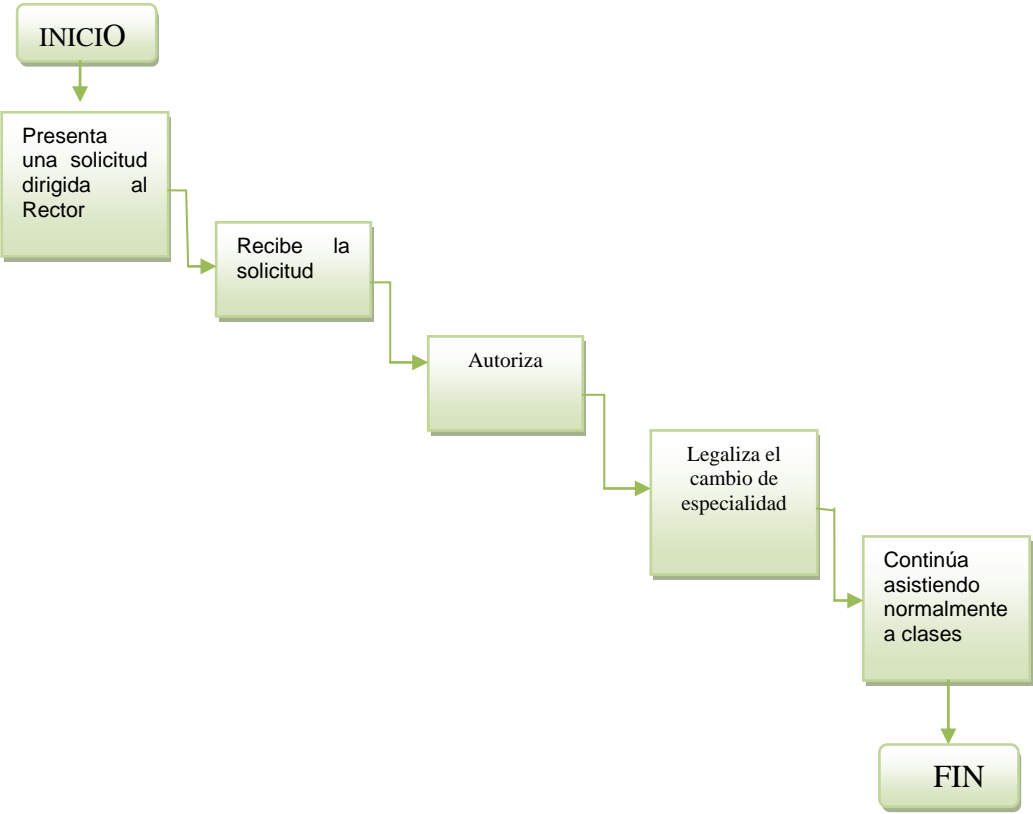 INICIO
Presenta
una solicitud
dirigida al
Rector
Recibe la
solicitud
Autoriza
Legaliza el
cambio de
especialidad
Continúa
asistiendo
normalmente
a clases
FIN